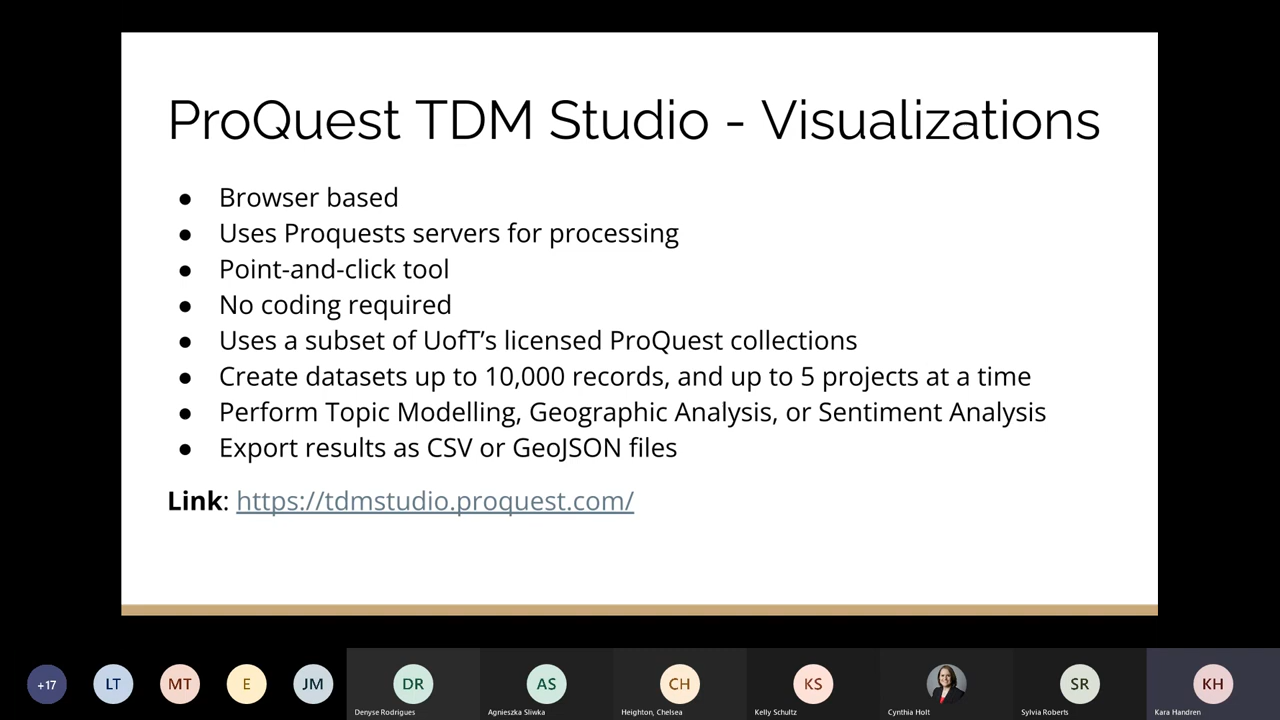 ProQuest TDM Studio - Visualizations
● Browser based
● Uses Proquests servers for processing
● Point-and-click tool
● No coding required
● Uses a subset of UofT’s licensed ProQuest collections
● Create datasets up to 10,000 records, and up to 5 projects at a time
● Perform Topic Modelling, Geographic Analysis, or Sentiment Analysis
● Export results as CSV or GeoJSON files
Link: https://tdmstudio.proquest.com/
+17 LT MT E JM DR AS CH KS SR KH
Denyse Rodrigues Agnieszka Sliwka Heighton, Chelsea Kelly Schultz Cynthia Holt Sylvia Roberts Kara Handren